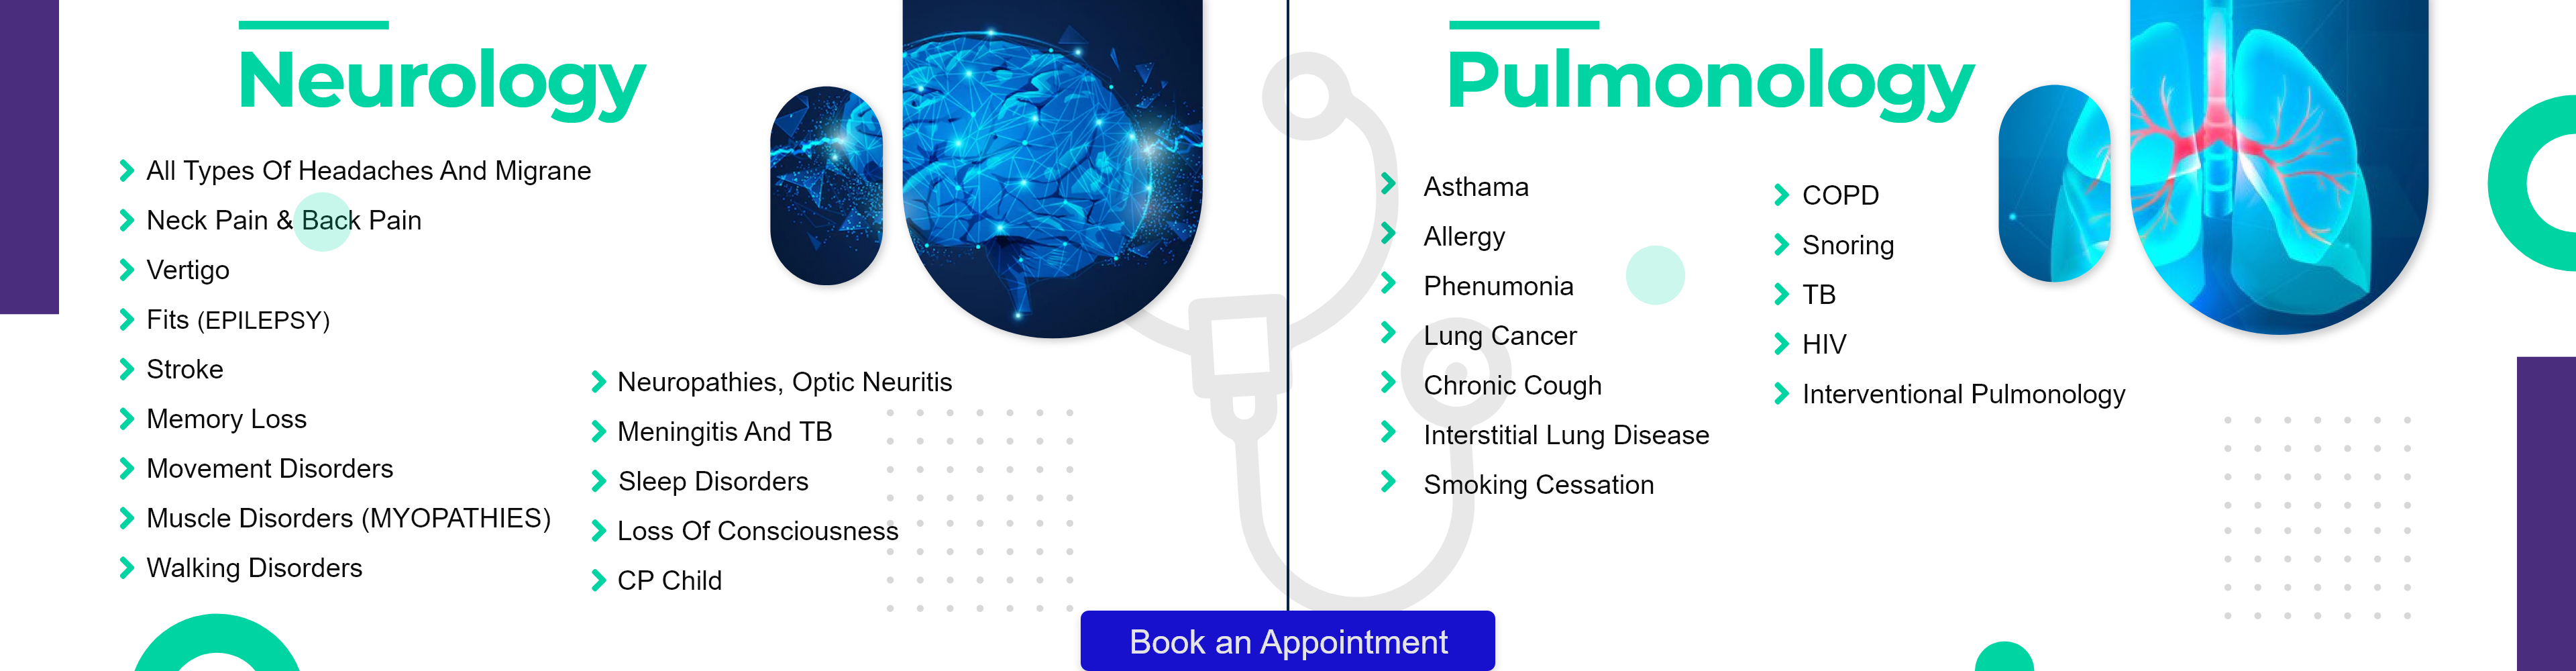 Neurology
All Types Of Headaches And Migrane
Neck Pain & Back Pain
Vertigo
Fits (EPILEPSY)
Stroke
Memory Loss
Movement Disorders
Muscle Disorders (MYOPATHIES)
Walking Disorders
Neuropathies, Optic Neuritis
Meningitis And TB
Sleep Disorders
Loss Of Consciousness
CP Child
Pulmonology
Asthama
Allergy
Phenumonia
Lung Cancer
Chronic Cough
Interstitial Lung Disease
Smoking Cessation
COPD
Snoring
TB
HIV
Interventional Pulmonology
Book an Appointment